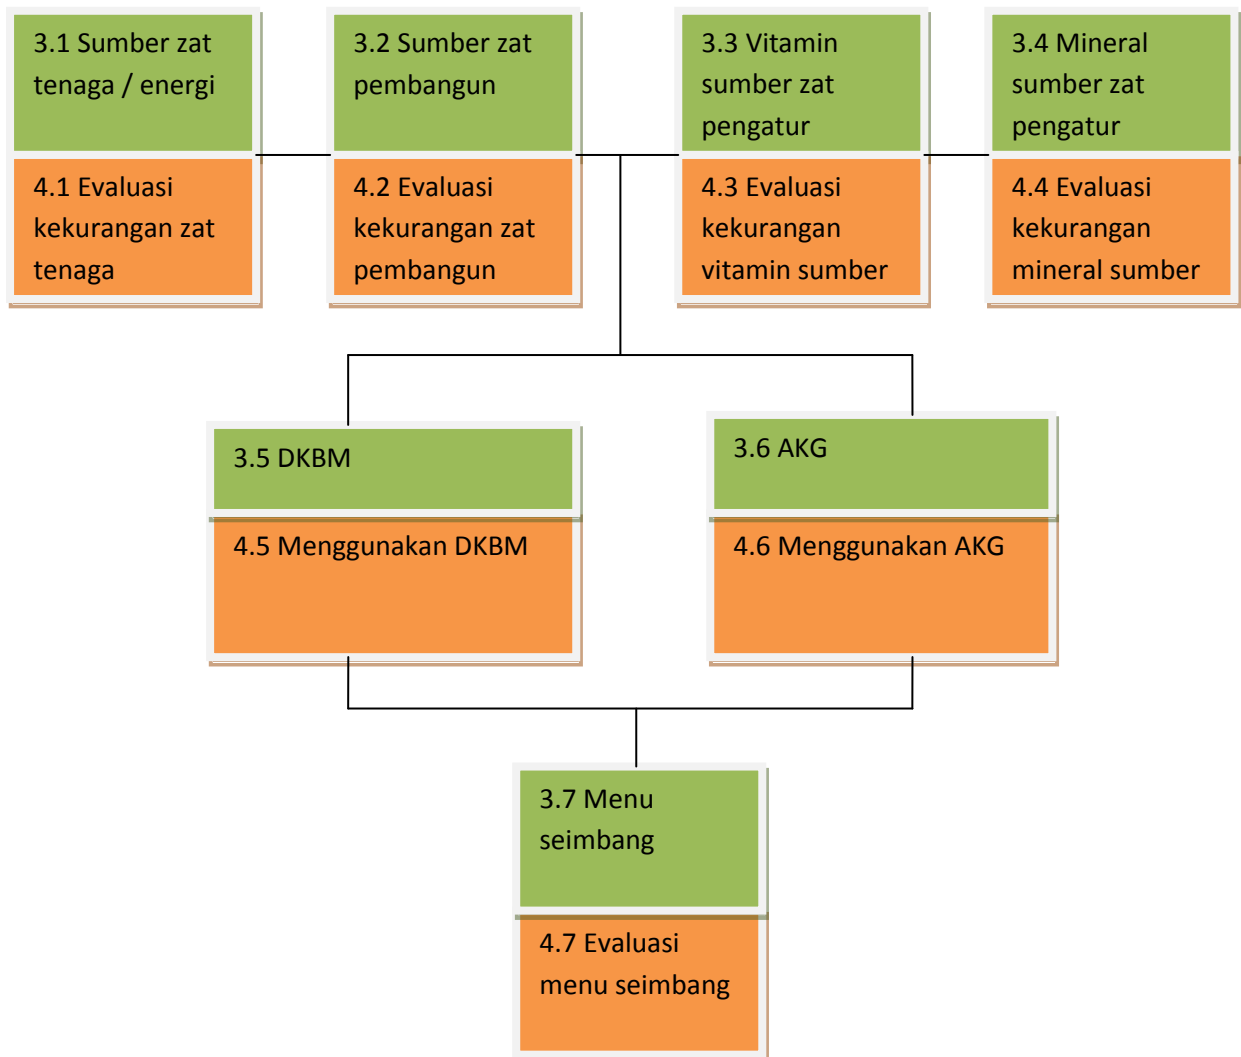 3.1 Sumber zat
tenaga / energi
3.2 Sumber zat
pembangun
3.3 Vitamin
sumber zat
pengatur
3.4 Mineral
sumber zat
pengatur
4.1 Evaluasi
kekurangan zat
tenaga
4.2 Evaluasi
kekurangan zat
pembangun
4.3 Evaluasi
kekurangan
vitamin sumber
4.4 Evaluasi
kekurangan
mineral sumber
3.5 DKBM
3.6 AKG
4.5 Menggunakan DKBM
4.6 Menggunakan AKG
3.7 Menu
seimbang
4.7 Evaluasi
menu seimbang